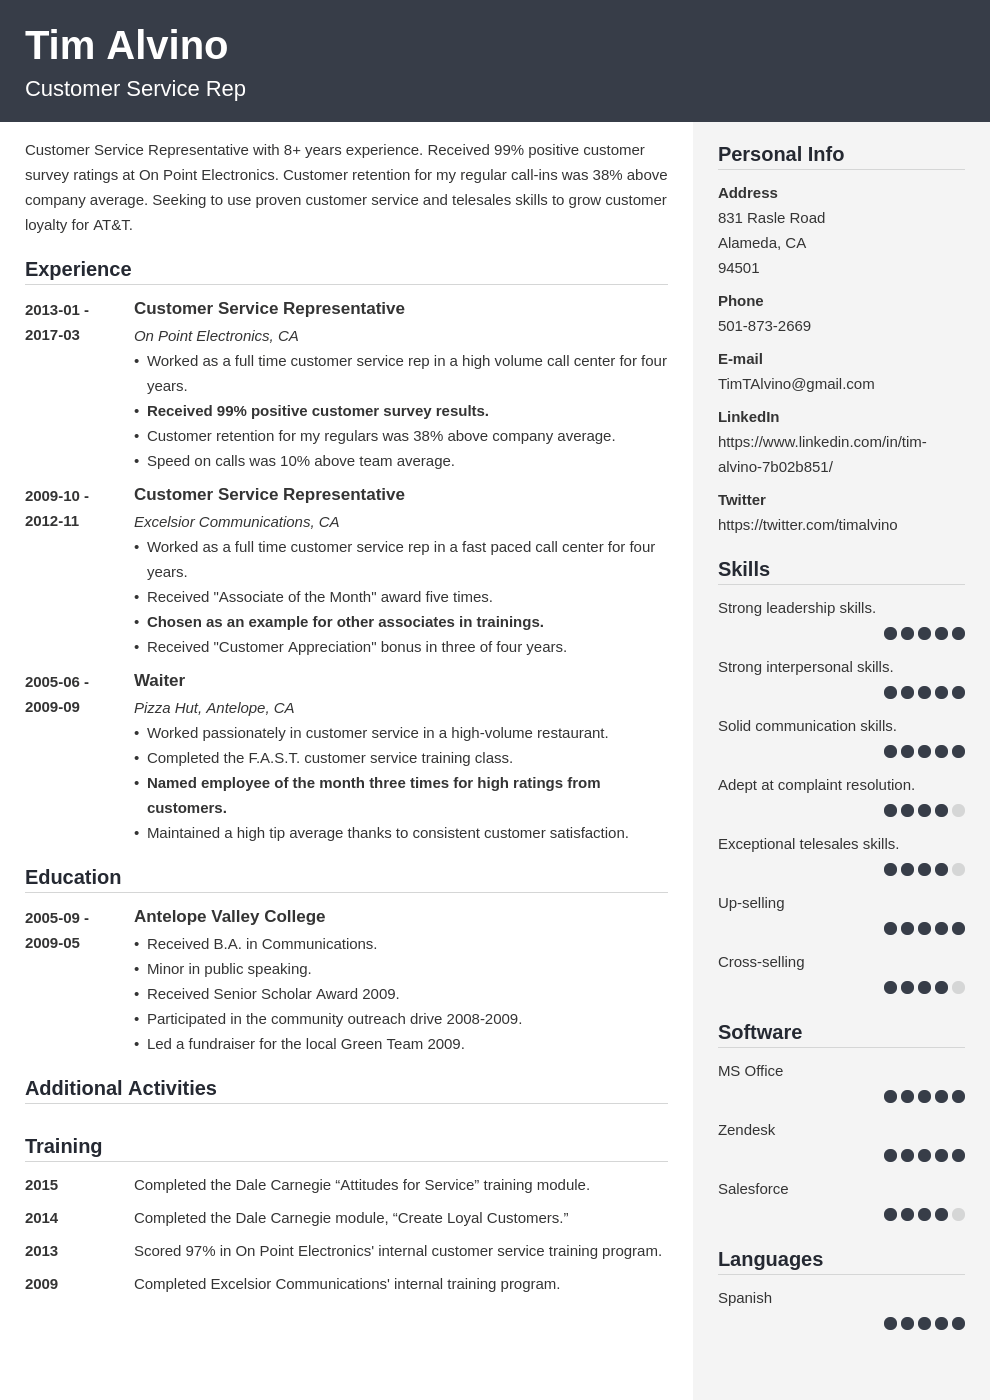 Tim Alvino
Customer Service Rep
Customer Service Representative with 8+ years experience. Received 99% positive customer
survey ratings at On Point Electronics. Customer retention for my regular call-ins was 38% above
company average. Seeking to use proven customer service and telesales skills to grow customer
loyalty for AT&T.
Experience
2013-01 -
2017-03
Customer Service Representative
On Point Electronics, CA
• Worked as a full time customer service rep in a high volume call center for four
years.
• Received 99% positive customer survey results.
• Customer retention for my regulars was 38% above company average.
• Speed on calls was 10% above team average.
2009-10 -
2012-11
Customer Service Representative
Excelsior Communications, CA
• Worked as a full time customer service rep in a fast paced call center for four
years.
• Received "Associate of the Month" award five times.
• Chosen as an example for other associates in trainings.
• Received "Customer Appreciation" bonus in three of four years.
2005-06 -
2009-09
Waiter
Pizza Hut, Antelope, CA
• Worked passionately in customer service in a high-volume restaurant.
• Completed the F.A.S.T. customer service training class.
• Named employee of the month three times for high ratings from
customers.
• Maintained a high tip average thanks to consistent customer satisfaction.
Education
2005-09 -
2009-05
Antelope Valley College
• Received B.A. in Communications.
• Minor in public speaking.
• Received Senior Scholar Award 2009.
• Participated in the community outreach drive 2008-2009.
• Led a fundraiser for the local Green Team 2009.
Additional Activities
Training
2015 Completed the Dale Carnegie “Attitudes for Service” training module.
2014 Completed the Dale Carnegie module, “Create Loyal Customers.”
2013 Scored 97% in On Point Electronics' internal customer service training program.
2009 Completed Excelsior Communications' internal training program.
Personal Info
Address
831 Rasle Road
Alameda, CA
94501
Phone
501-873-2669
E-mail
TimTAlvino@gmail.com
LinkedIn
https://www.linkedin.com/in/tim-
alvino-7b02b851/
Twitter
https://twitter.com/timalvino
Skills
Strong leadership skills.
Strong interpersonal skills.
Solid communication skills.
Adept at complaint resolution.
Exceptional telesales skills.
Up-selling
Cross-selling
Software
MS Office
Zendesk
Salesforce
Languages
Spanish